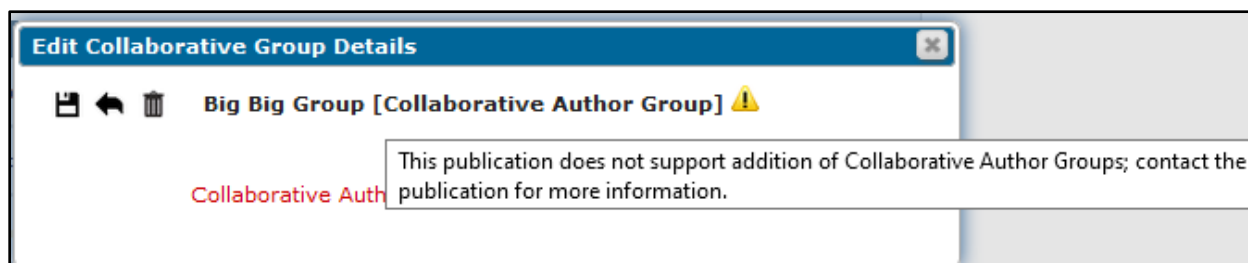 Edit Collaborative Group Details
Big Big Group [Collaborative Author Group]
This publication does not support addition of Collaborative Author Groups; contact the
publication for more information.
Collaborative Auth